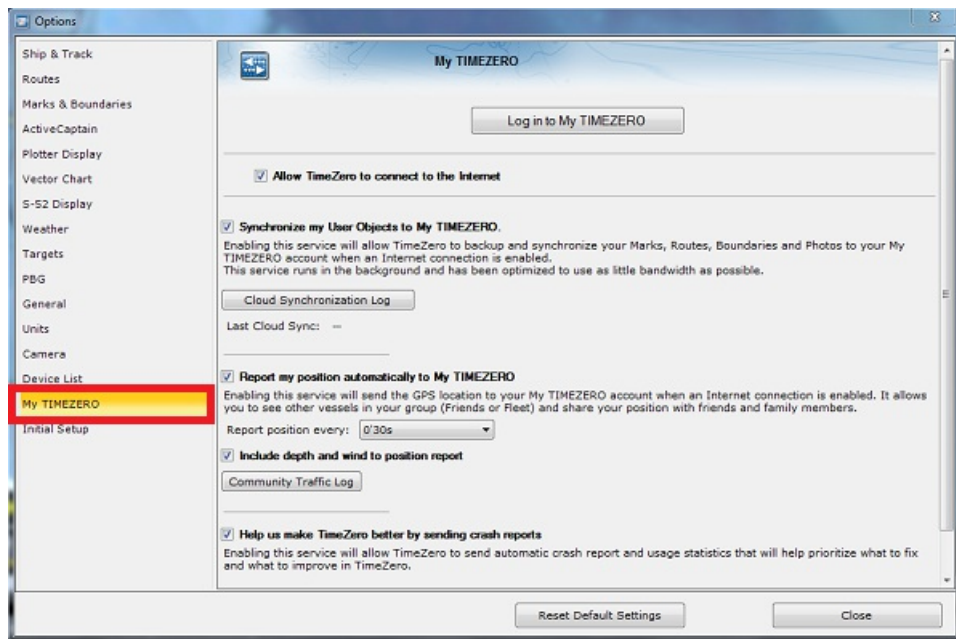 Options
Ship & Track
Routes
Marks & Boundaries
ActiveCaptain
Plotter Display
Vector Chart
S-52 Display
Weather
Targets
PBG
General
Units
Camera
Device List
My TIMEZERO
Initial Setup
My TIMEZERO
Log in to My TIMEZERO
Allow TimeZero to connect to the Internet
Synchronize my User Objects to My TIMEZERO.
Enabling this service will allow TimeZero to backup and synchronize your Marks, Routes, Boundaries and Photos to your My
TIMEZERO account when an Internet connection is enabled.
This service runs in the background and has been optimized to use as little bandwidth as possible.
Cloud Synchronization Log
Last Cloud Sync: —
Report my position automatically to My TIMEZERO
Enabling this service will send the GPS location to your My TIMEZERO account when an Internet connection is enabled. It allows
you to see other vessels in your group (Friends or Fleet) and share your position with friends and family members.
Report position every: 0'30s
Include depth and wind to position report
Community Traffic Log
Help us make TimeZero better by sending crash reports
Enabling this service will allow TimeZero to send automatic crash report and usage statistics that will help prioritize what to fix
and what to improve in TimeZero.
Reset Default Settings
Close